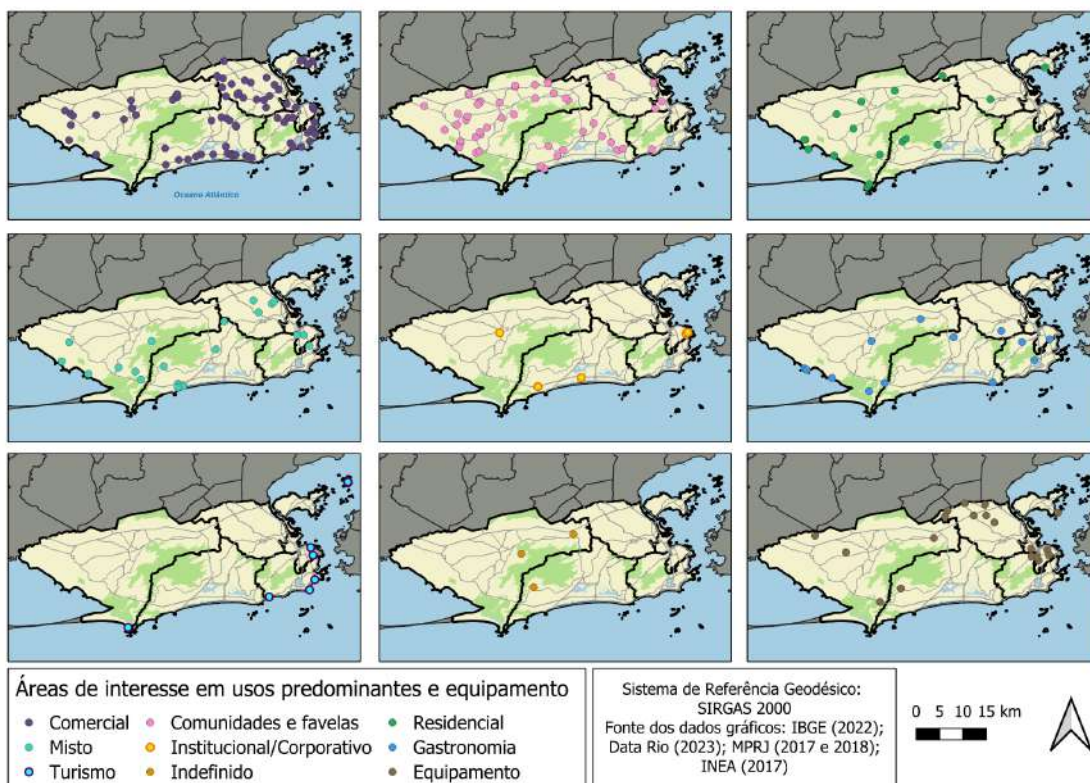 Oceano Atlântico
Áreas de interesse em usos predominantes e equipamento
Comercial
Comunidades e favelas
Residencial
Misto
Institucional/Corporativo
Gastronomia
Turismo
Indefinido
Equipamento
Sistema de Referência Geodésico:
SIRGAS 2000
Fonte dos dados gráficos: IBGE (2022);
Data Rio (2023); MPRJ (2017 e 2018);
INEA (2017)
0 5 10 15 km